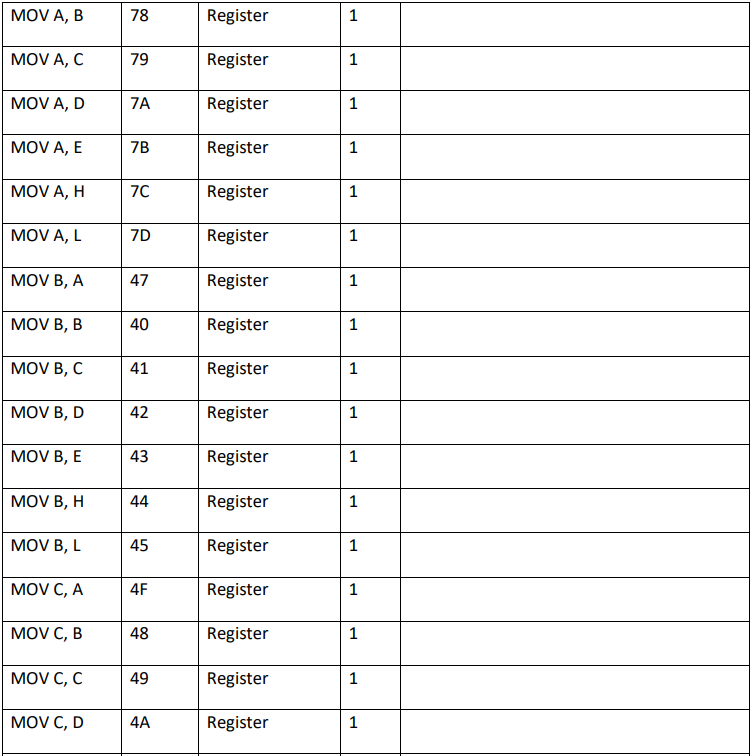 MOV A, B 78 Register 1
MOV A, C 79 Register 1
MOV A, D 7A Register 1
MOV A, E 7B Register 1
MOV A, H 7C Register 1
MOV A, L 7D Register 1
MOV B, A 47 Register 1
MOV B, B 40 Register 1
MOV B, C 41 Register 1
MOV B, D 42 Register 1
MOV B, E 43 Register 1
MOV B, H 44 Register 1
MOV B, L 45 Register 1
MOV C, A 4F Register 1
MOV C, B 48 Register 1
MOV C, C 49 Register 1
MOV C, D 4A Register 1